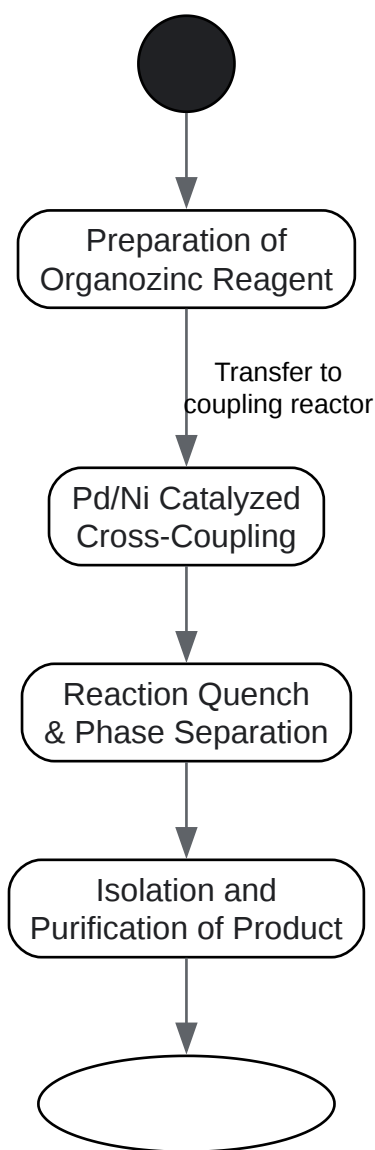 Preparation of
Organozinc Reagent
Transfer to
coupling reactor
Pd/Ni Catalyzed
Cross-Coupling
Reaction Quench
& Phase Separation
Isolation and
Purification of Product